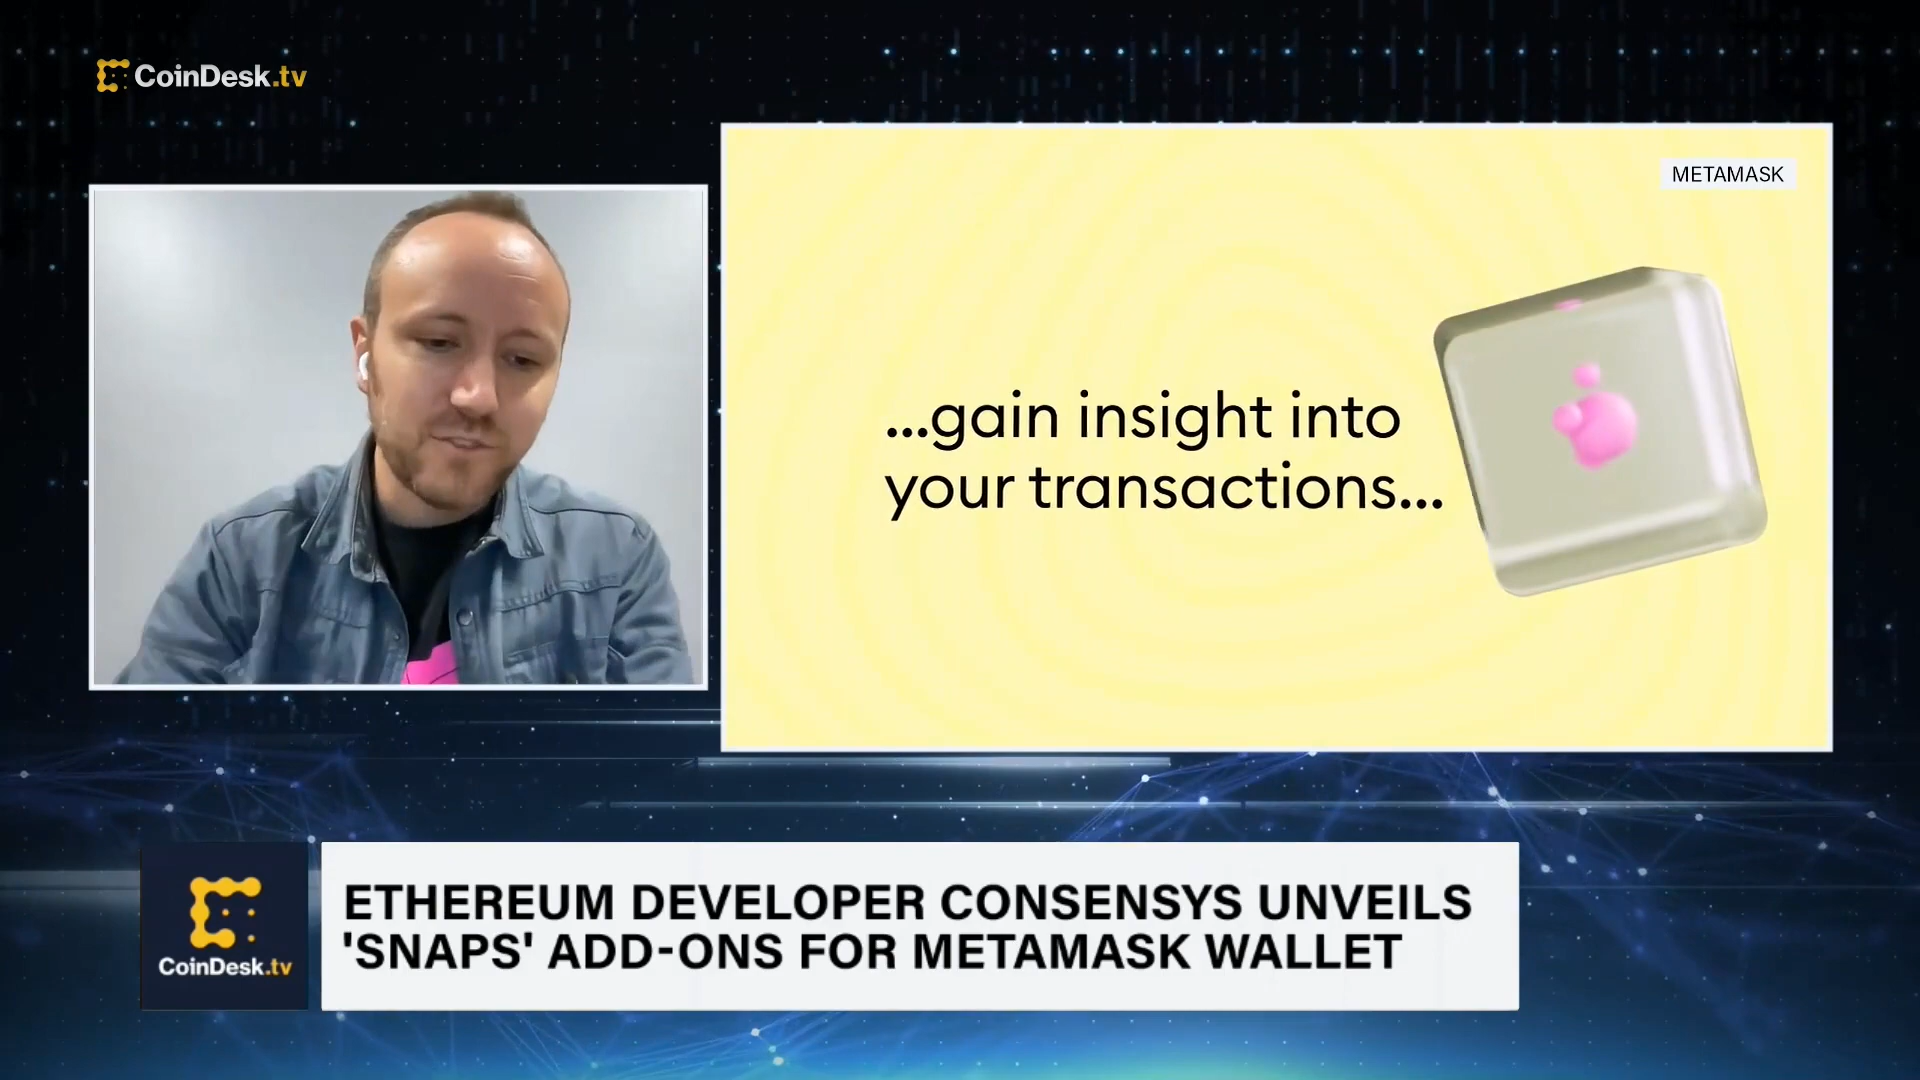 CoinDesk.tv
METAMASK
...gain insight into
your transactions...
CoinDesk.tv
ETHEREUM DEVELOPER CONSENSYS UNVEILS
'SNAPS' ADD-ONS FOR METAMASK WALLET